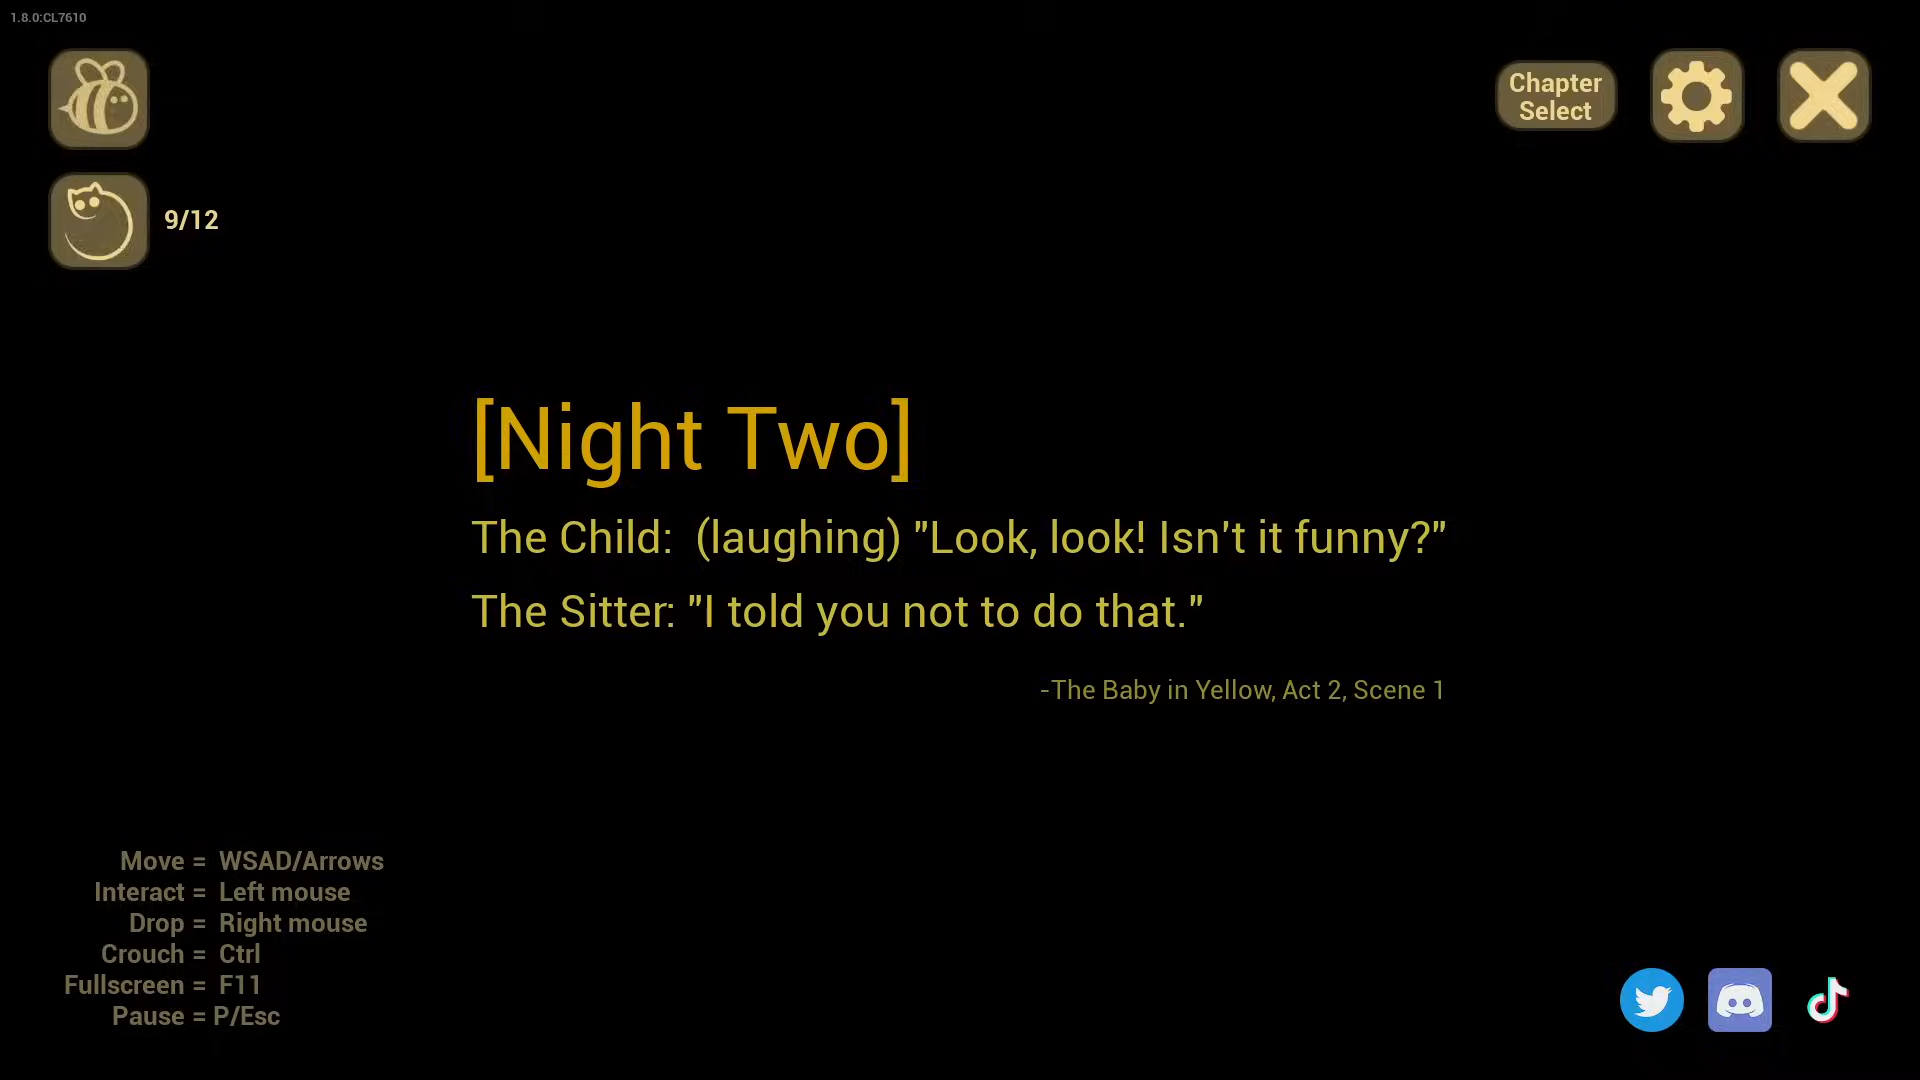 1.8.0:CL7610
Chapter
Select
9/12
[Night Two]
The Child:  (laughing) "Look, look! Isn't it funny?"
The Sitter: "I told you not to do that."
-The Baby in Yellow, Act 2, Scene 1
Move = WSAD/Arrows
Interact = Left mouse
Drop = Right mouse
Crouch = Ctrl
Fullscreen = F11
Pause = P/Esc